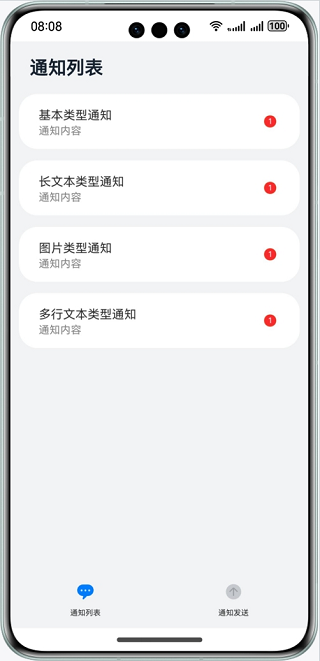 08:08
100
通知列表
基本类型通知
通知内容
1
长文本类型通知
通知内容
1
图片类型通知
通知内容
1
多行文本类型通知
通知内容
1
通知列表
通知发送